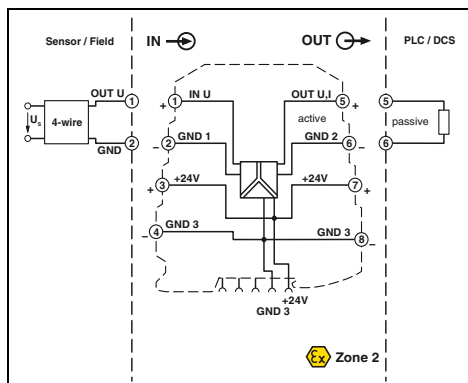 Sensor / Field
IN
OUT
PLC / DCS
OUT U
1
+
1
IN U
OUT U,I
5
+
5
Us
4-wire
active
passive
GND
2
–
2
GND 1
GND 2
6
–
6
+
3
+24V
+24V
7
+
–
4
GND 3
GND 3
8
–
+24V
GND 3
Ex
Zone 2